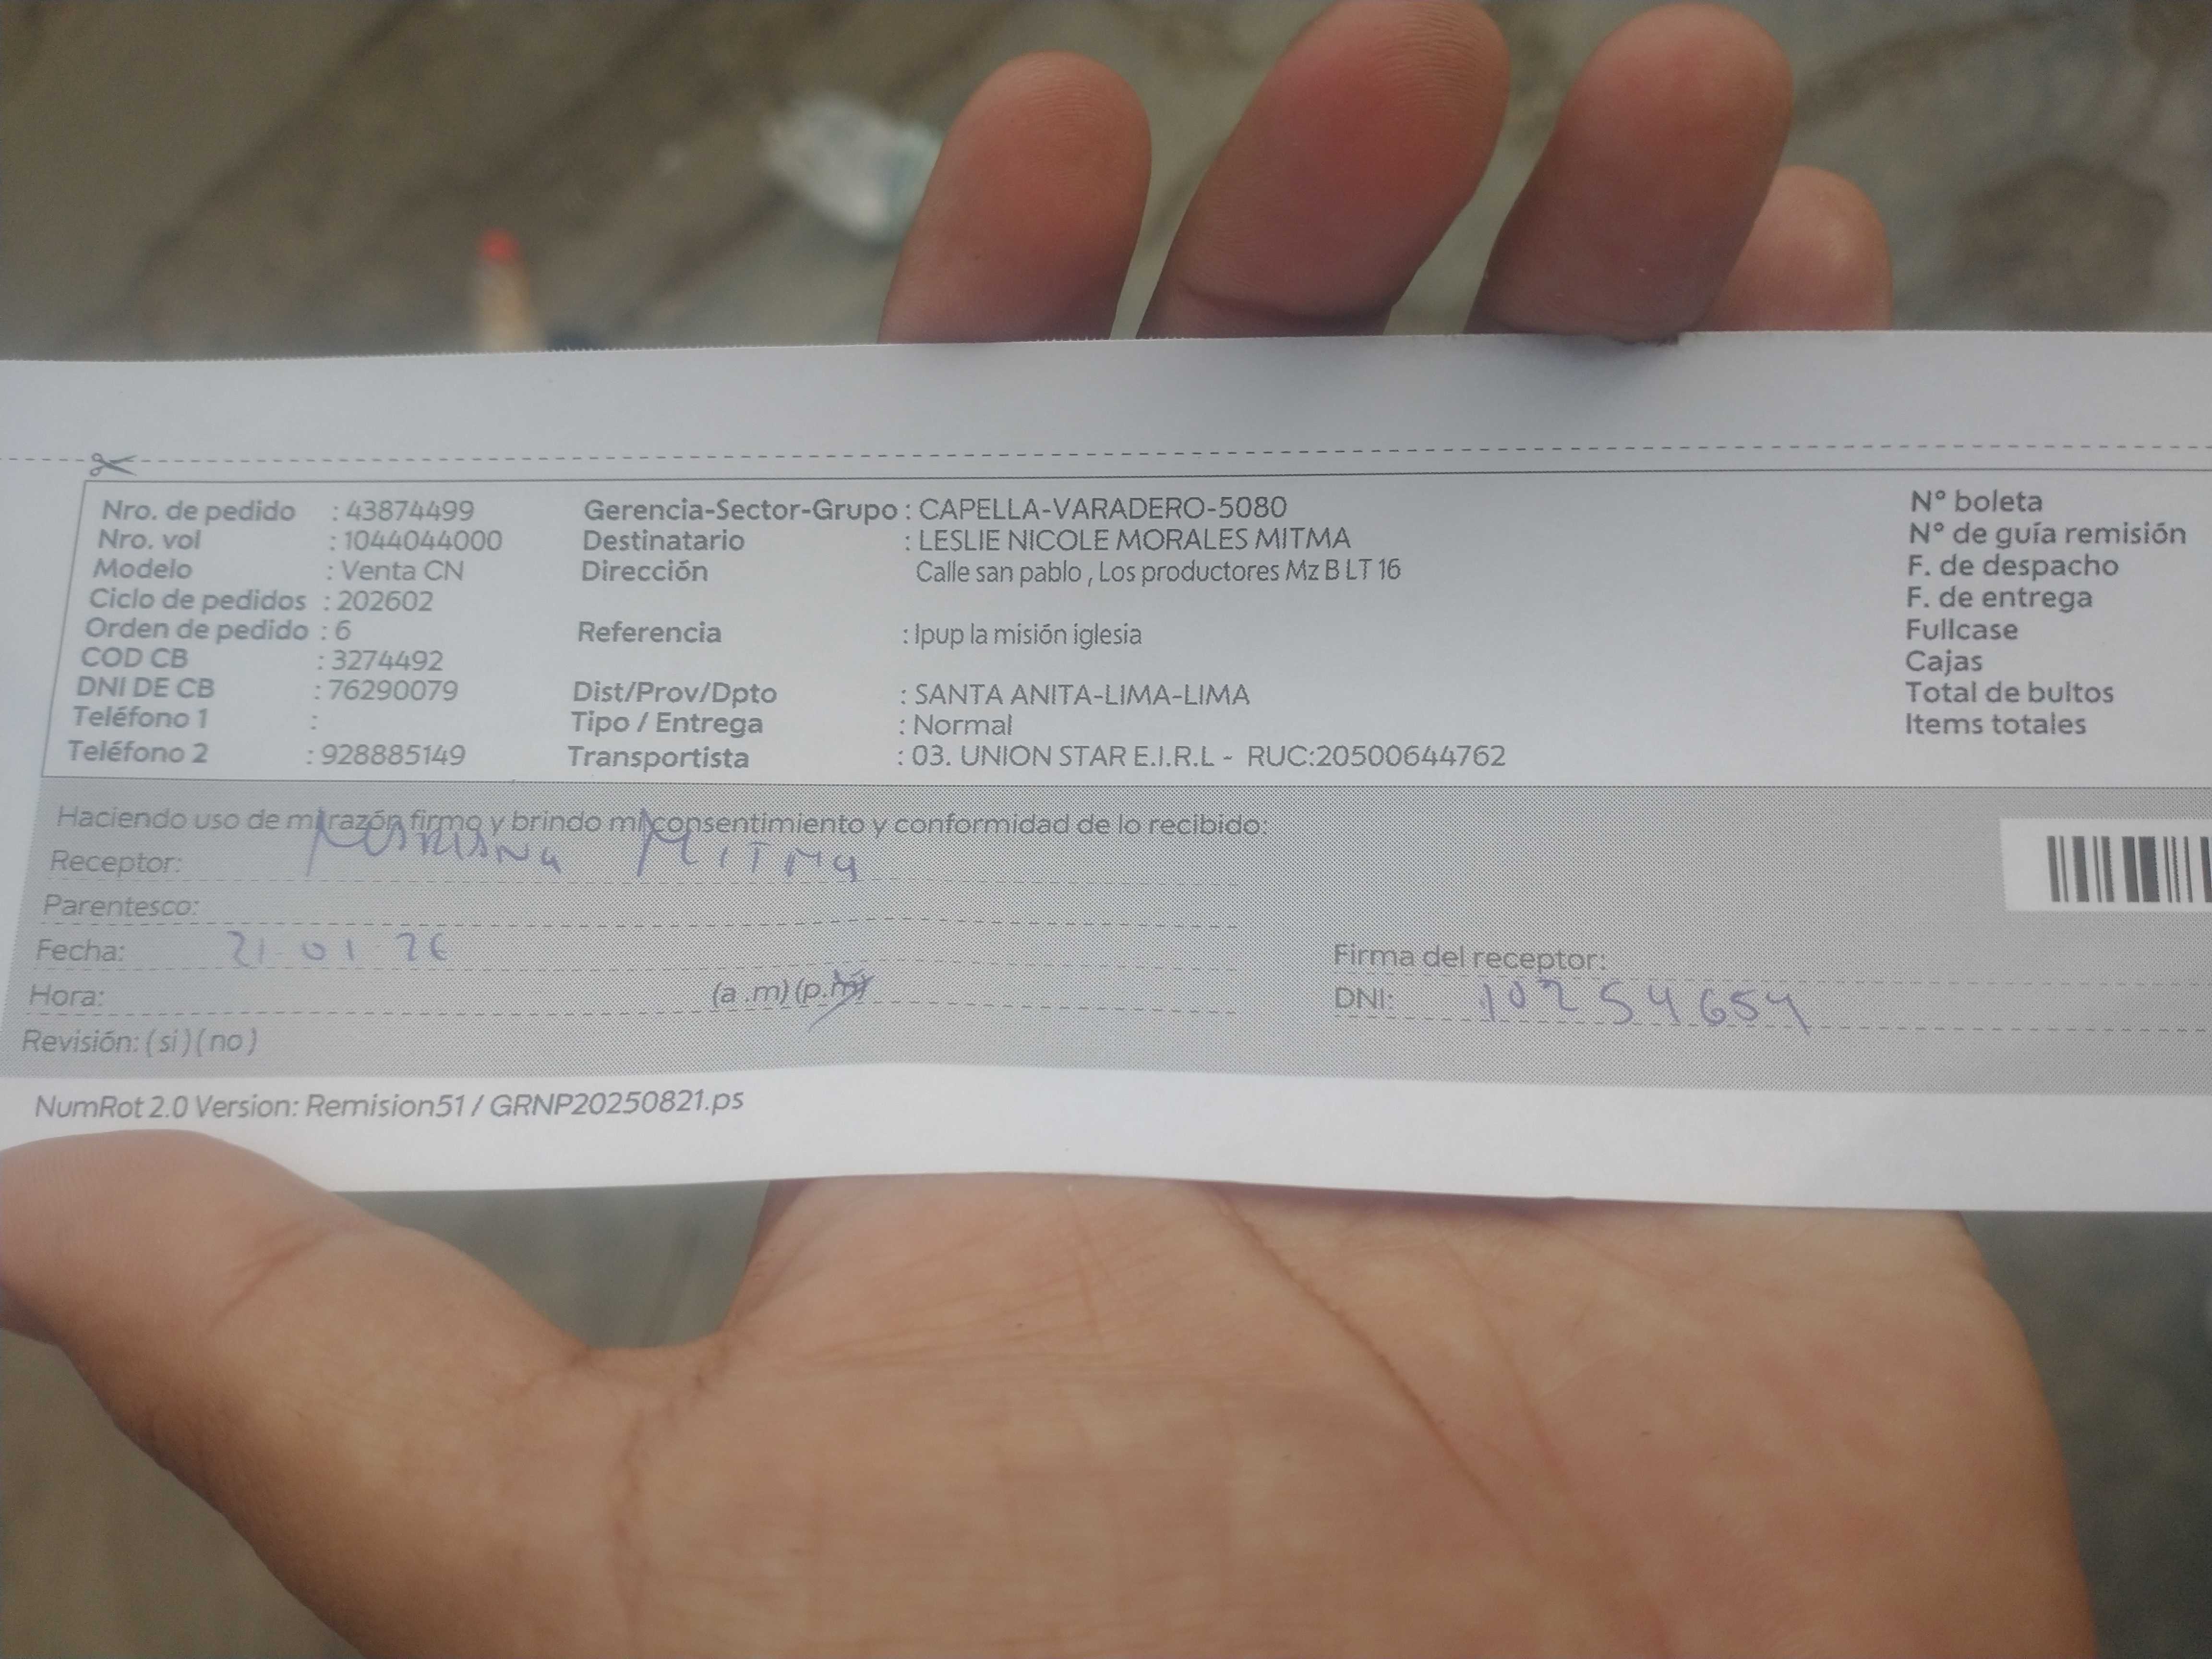 Nro. de pedido : 43874499
Nro. vol : 1044044000
Modelo : Venta CN
Ciclo de pedidos : 202602
Orden de pedido : 6
COD CB : 3274492
DNI DE CB : 76290079
Teléfono 1 :
Teléfono 2 : 928885149
Gerencia-Sector-Grupo : CAPELLA-VARADERO-5080
Destinatario : LESLIE NICOLE MORALES MITMA
Dirección Calle san pablo , Los productores Mz B LT 16
Referencia : Ipup la misión iglesia
Dist/Prov/Dpto : SANTA ANITA-LIMA-LIMA
Tipo / Entrega : Normal
Transportista : 03. UNION STAR E.I.R.L - RUC:20500644762
N° boleta
N° de guía remisión
F. de despacho
F. de entrega
Fullcase
Cajas
Total de bultos
Items totales
Haciendo uso de mi razón firmo y brindo mi consentimiento y conformidad de lo recibido:
Receptor: MITMA
Parentesco:
Fecha: 21 01 26
Hora: (a .m) (p.m)
Revisión: ( si ) ( no )
Firma del receptor:
DNI: 10254654
NumRot 2.0 Version: Remision51 / GRNP20250821.ps